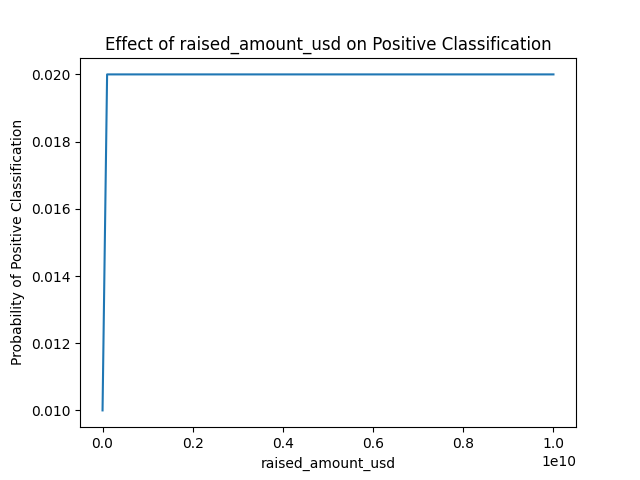 Effect of raised_amount_usd on Positive Classification
0.020
0.018
0.016
0.014
0.012
0.010
Probability of Positive Classification
0.0 0.2 0.4 0.6 0.8 1.0
1e10
raised_amount_usd